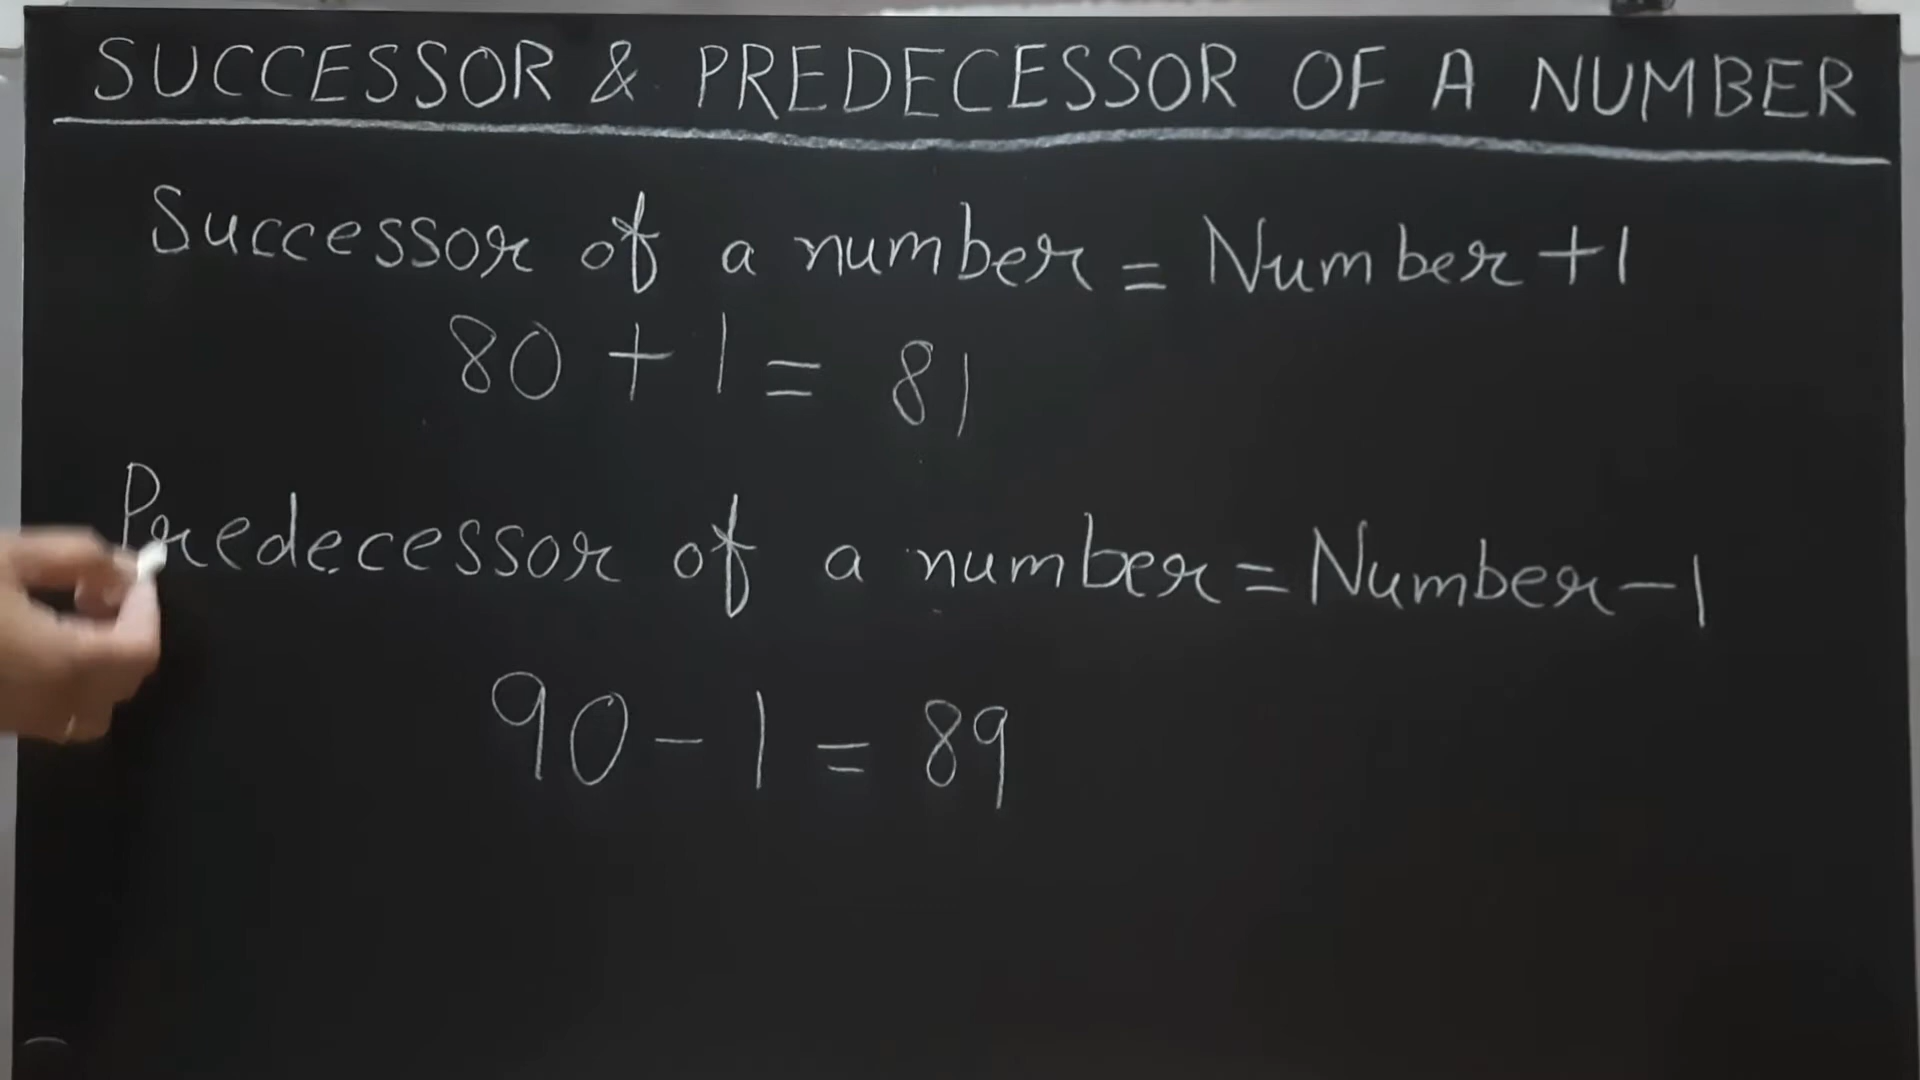 SUCCESSOR & PREDECESSOR OF A NUMBER
Successor of a number = Number + 1
80 + 1 = 81
Predecessor of a number = Number - 1
90 - 1 = 89